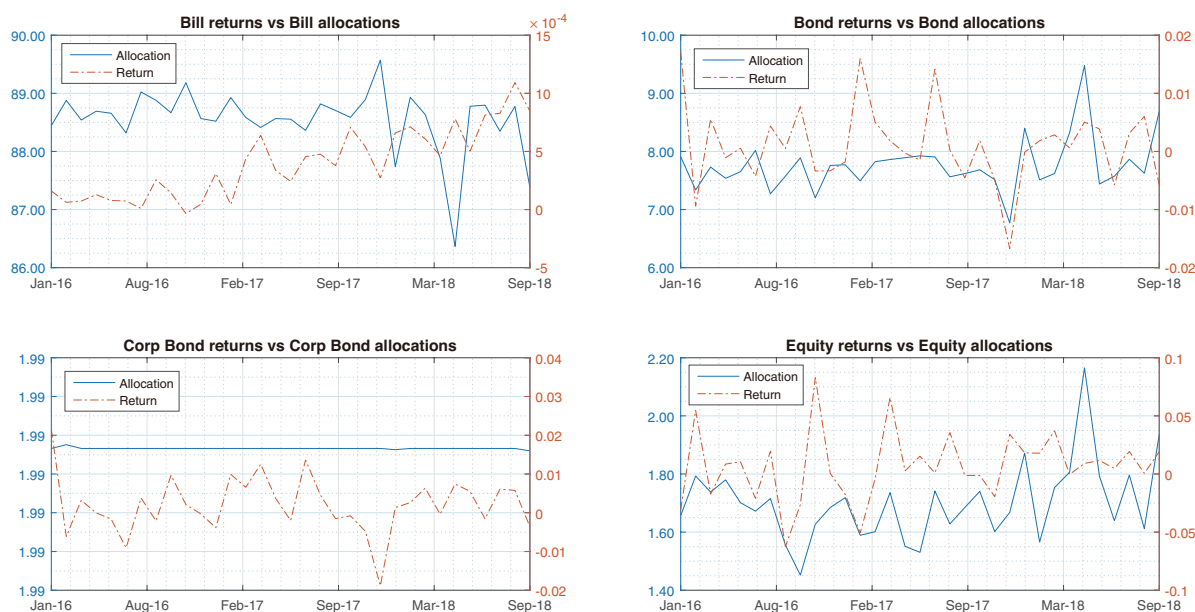 Bill returns vs Bill allocations
× 10⁻⁴
90.00
89.00
88.00
87.00
86.00
15
10
5
0
-5
Allocation
Return
Jan-16 Aug-16 Feb-17 Sep-17 Mar-18 Sep-18
Bond returns vs Bond allocations
10.00
9.00
8.00
7.00
6.00
0.02
0.01
0
-0.01
-0.02
Allocation
Return
Jan-16 Aug-16 Feb-17 Sep-17 Mar-18 Sep-18
Corp Bond returns vs Corp Bond allocations
1.99
1.99
1.99
1.99
1.99
1.99
1.99
0.04
0.03
0.02
0.01
0
-0.01
-0.02
Allocation
Return
Jan-16 Aug-16 Feb-17 Sep-17 Mar-18 Sep-18
Equity returns vs Equity allocations
2.20
2.00
1.80
1.60
1.40
0.1
0.05
0
-0.05
-0.1
Allocation
Return
Jan-16 Aug-16 Feb-17 Sep-17 Mar-18 Sep-18